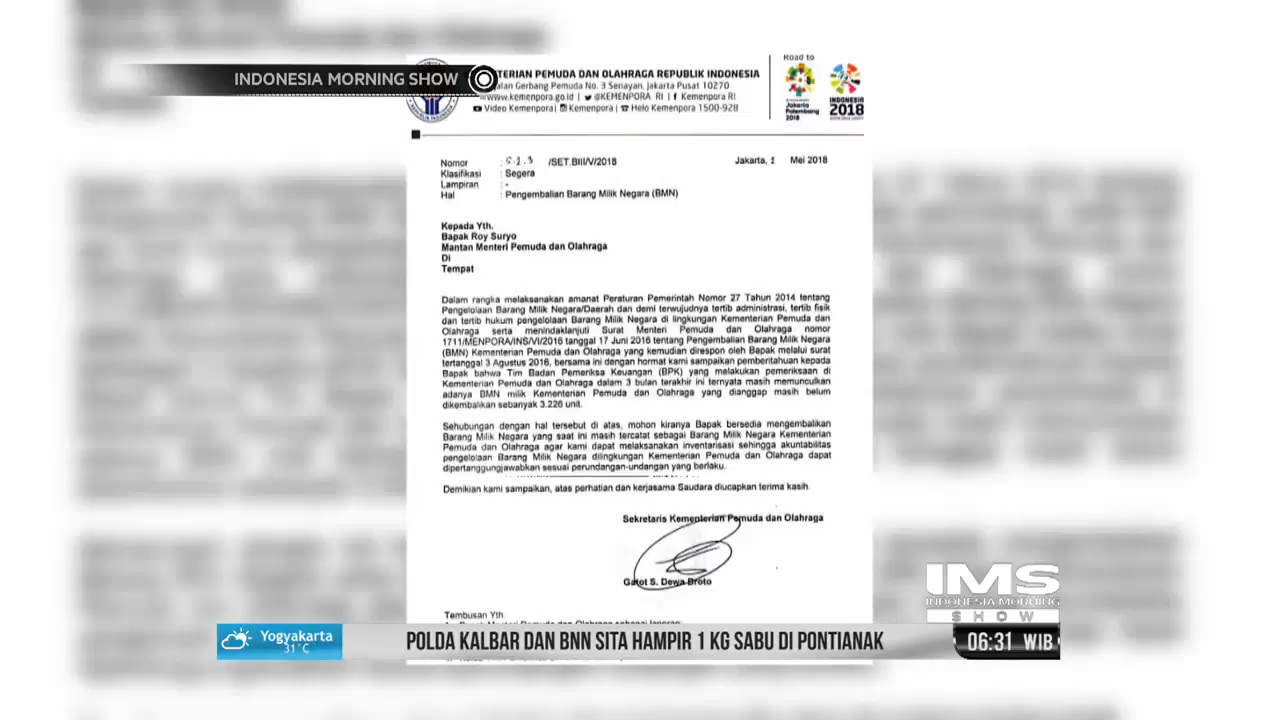 INDONESIA MORNING SHOW
TERIAN PEMUDA DAN OLAHRAGA REPUBLIK INDONESIA
Jalan Gerbang Pemuda No. 3 Senayan, Jakarta Pusat 10270
www.kemenpora.go.id | @KEMENPORA_RI | Kemenpora RI
Video Kemenpora | Kemenpora | Helo Kemenpora 1500-928
Road to
Jakarta
Palembang
2018
INDONESIA
2018
Nomor : /SET.BIII/V/2018
Jakarta, Mei 2018
Klasifikasi : Segera
Lampiran : -
Hal : Pengembalian Barang Milik Negara (BMN)
Kepada Yth.
Bapak Roy Suryo
Mantan Menteri Pemuda dan Olahraga
Di
Tempat
Dalam rangka melaksanakan amanat Peraturan Pemerintah Nomor 27 Tahun 2014 tentang
Pengelolaan Barang Milik Negara/Daerah dan demi terwujudnya tertib administrasi, tertib fisik
dan tertib hukum pengelolaan Barang Milik Negara di lingkungan Kementerian Pemuda dan
Olahraga serta menindaklanjuti Surat Menteri Pemuda dan Olahraga nomor
1711/MENPORA/INS/VI/2016 tanggal 17 Juni 2016 tentang Pengembalian Barang Milik Negara
(BMN) Kementerian Pemuda dan Olahraga yang kemudian direspon oleh Bapak melalui surat
tertanggal 3 Agustus 2016, bersama ini dengan hormat kami sampaikan pemberitahuan kepada
Bapak bahwa Tim Badan Pemeriksa Keuangan (BPK) yang melakukan pemeriksaan di
Kementerian Pemuda dan Olahraga dalam 3 bulan terakhir ini ternyata masih memunculkan
adanya BMN milik Kementerian Pemuda dan Olahraga yang dianggap masih belum
dikembalikan sebanyak 3.226 unit.
Sehubungan dengan hal tersebut di atas, mohon kiranya Bapak bersedia mengembalikan
Barang Milik Negara yang saat ini masih tercatat sebagai Barang Milik Negara Kementerian
Pemuda dan Olahraga agar kami dapat melaksanakan inventarisasi sehingga akuntabilitas
pengelolaan Barang Milik Negara dilingkungan Kementerian Pemuda dan Olahraga dapat
dipertanggungjawabkan sesuai perundangan-undangan yang berlaku.
Demikian kami sampaikan, atas perhatian dan kerjasama Saudara diucapkan terima kasih.
Sekretaris Kementerian Pemuda dan Olahraga
Gatot S. Dewa Broto
Tembusan Yth.
IMS
INDONESIA MORNING
SHOW
Yogyakarta
31°C
POLDA KALBAR DAN BNN SITA HAMPIR 1 KG SABU DI PONTIANAK
06:31 WIB